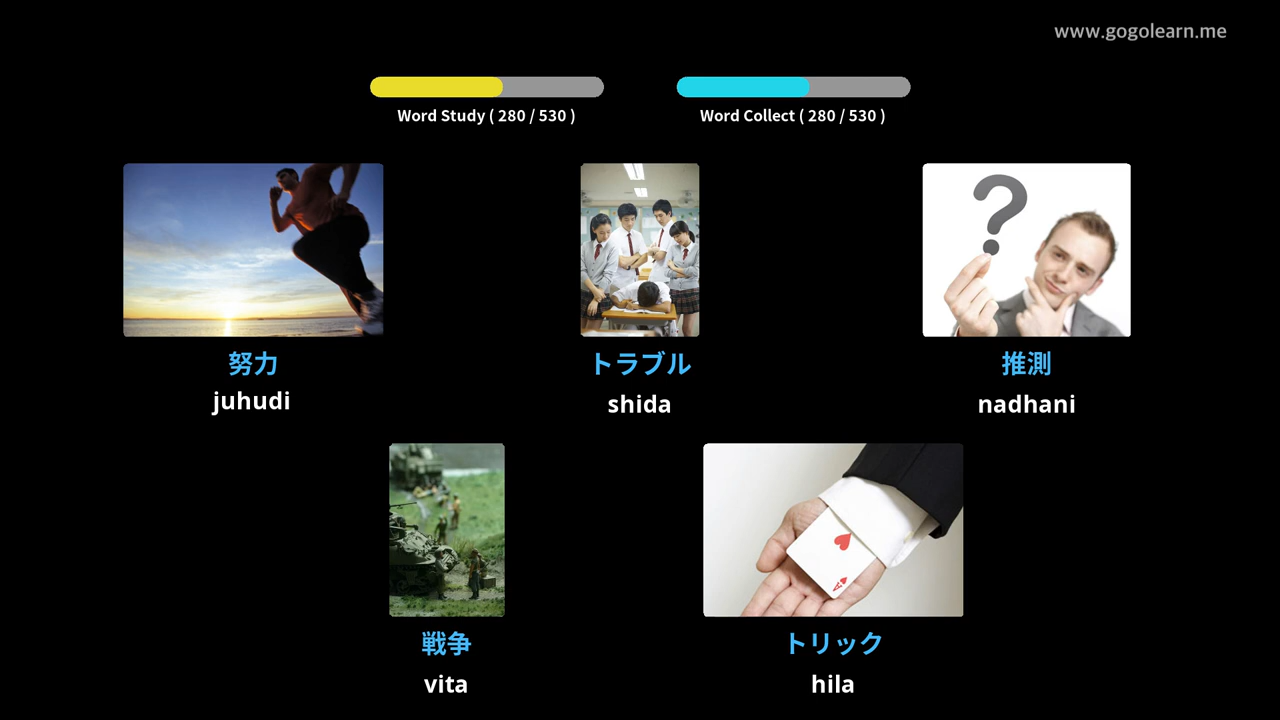 www.gogolearn.me
Word Study ( 280 / 530 )
Word Collect ( 280 / 530 )
努力
juhudi
トラブル
shida
推測
nadhani
戦争
vita
トリック
hila